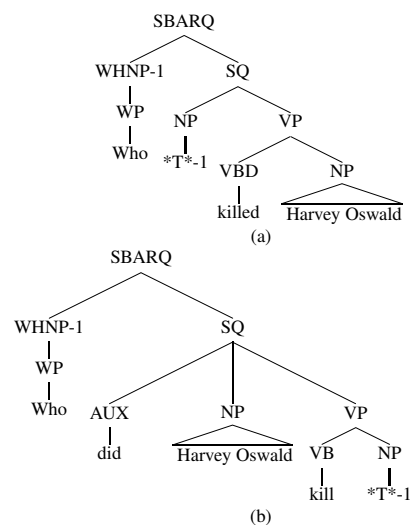 SBARQ
WHNP-1 SQ
WP NP VP
Who *T*-1 VBD NP
killed Harvey Oswald
(a)
SBARQ
WHNP-1 SQ
WP
Who AUX NP VP
did Harvey Oswald VB NP
kill *T*-1
(b)